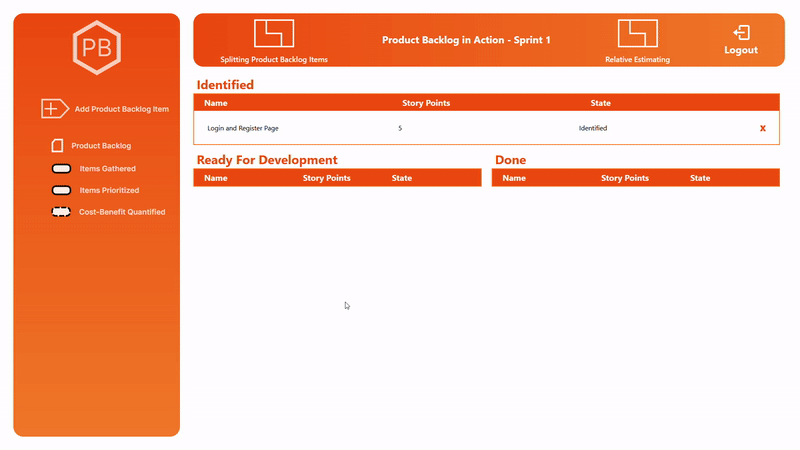 PB
Add Product Backlog Item
Product Backlog
Items Gathered
Items Prioritized
Cost-Benefit Quantified
Splitting Product Backlog Items
Product Backlog in Action - Sprint 1
Relative Estimating
Logout
Identified
Name Story Points State
Login and Register Page 5 Identified X
Ready For Development
Name Story Points State
Done
Name Story Points State